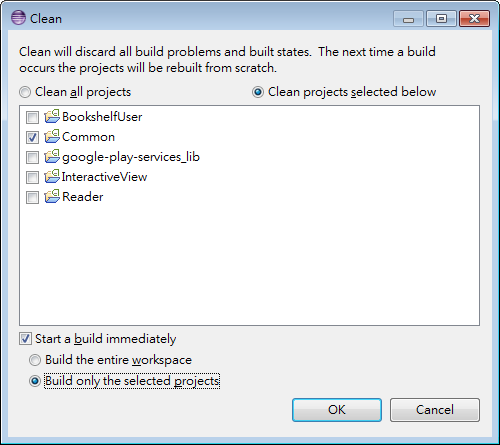 Clean
Clean will discard all build problems and built states. The next time a build
occurs the projects will be rebuilt from scratch.
Clean all projects Clean projects selected below
BookshelfUser
Common
google-play-services_lib
InteractiveView
Reader
Start a build immediately
Build the entire workspace
Build only the selected projects
OK Cancel